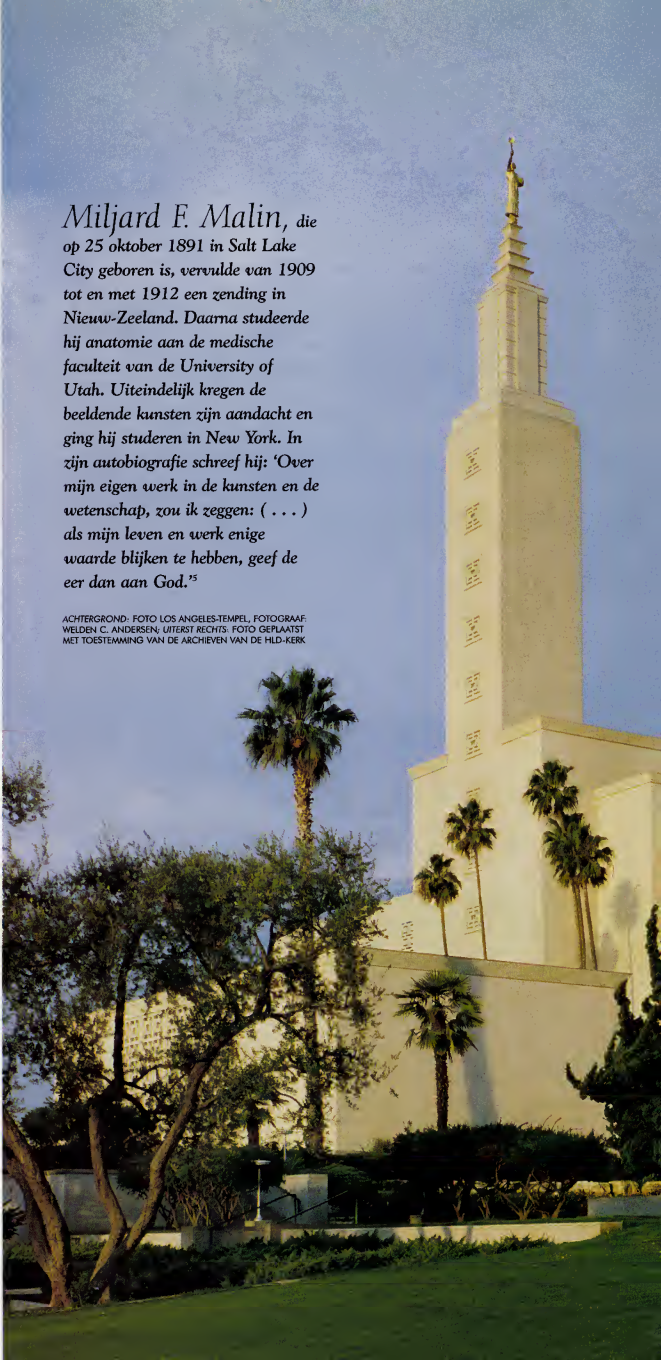 Miljard F. Malin, die
op 25 oktober 1891 in Salt Lake
City geboren is, vervulde van 1909
tot en met 1912 een zending in
Nieuw-Zeeland. Daarna studeerde
hij anatomie aan de medische
faculteit van de University of
Utah. Uiteindelijk kregen de
beeldende kunsten zijn aandacht en
ging hij studeren in New York. In
zijn autobiografie schreef hij: ‘Over
mijn eigen werk in de kunsten en de
wetenschap, zou ik zeggen: ( . . . )
als mijn leven en werk enige
waarde blijken te hebben, geef de
eer dan aan God.’5
ACHTERGROND: FOTO LOS ANGELES-TEMPEL, FOTOGRAAF:
WELDEN C. ANDERSEN; UITERST RECHTS: FOTO GEPLAATST
MET TOESTEMMING VAN DE ARCHIEVEN VAN DE HLD-KERK